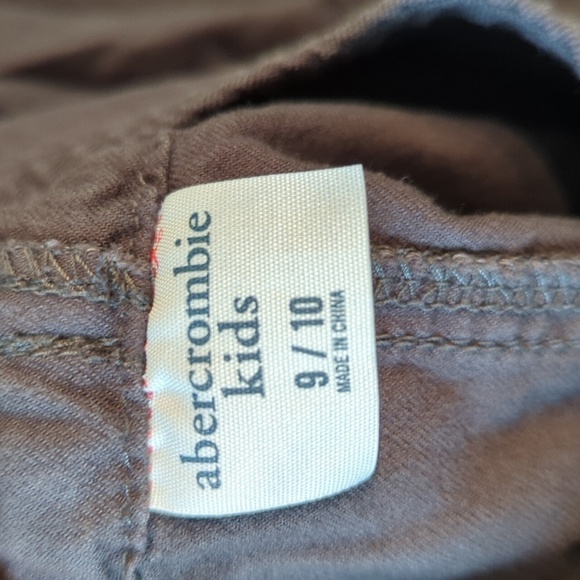 abercrombie
kids
9 / 10
MADE IN CHINA